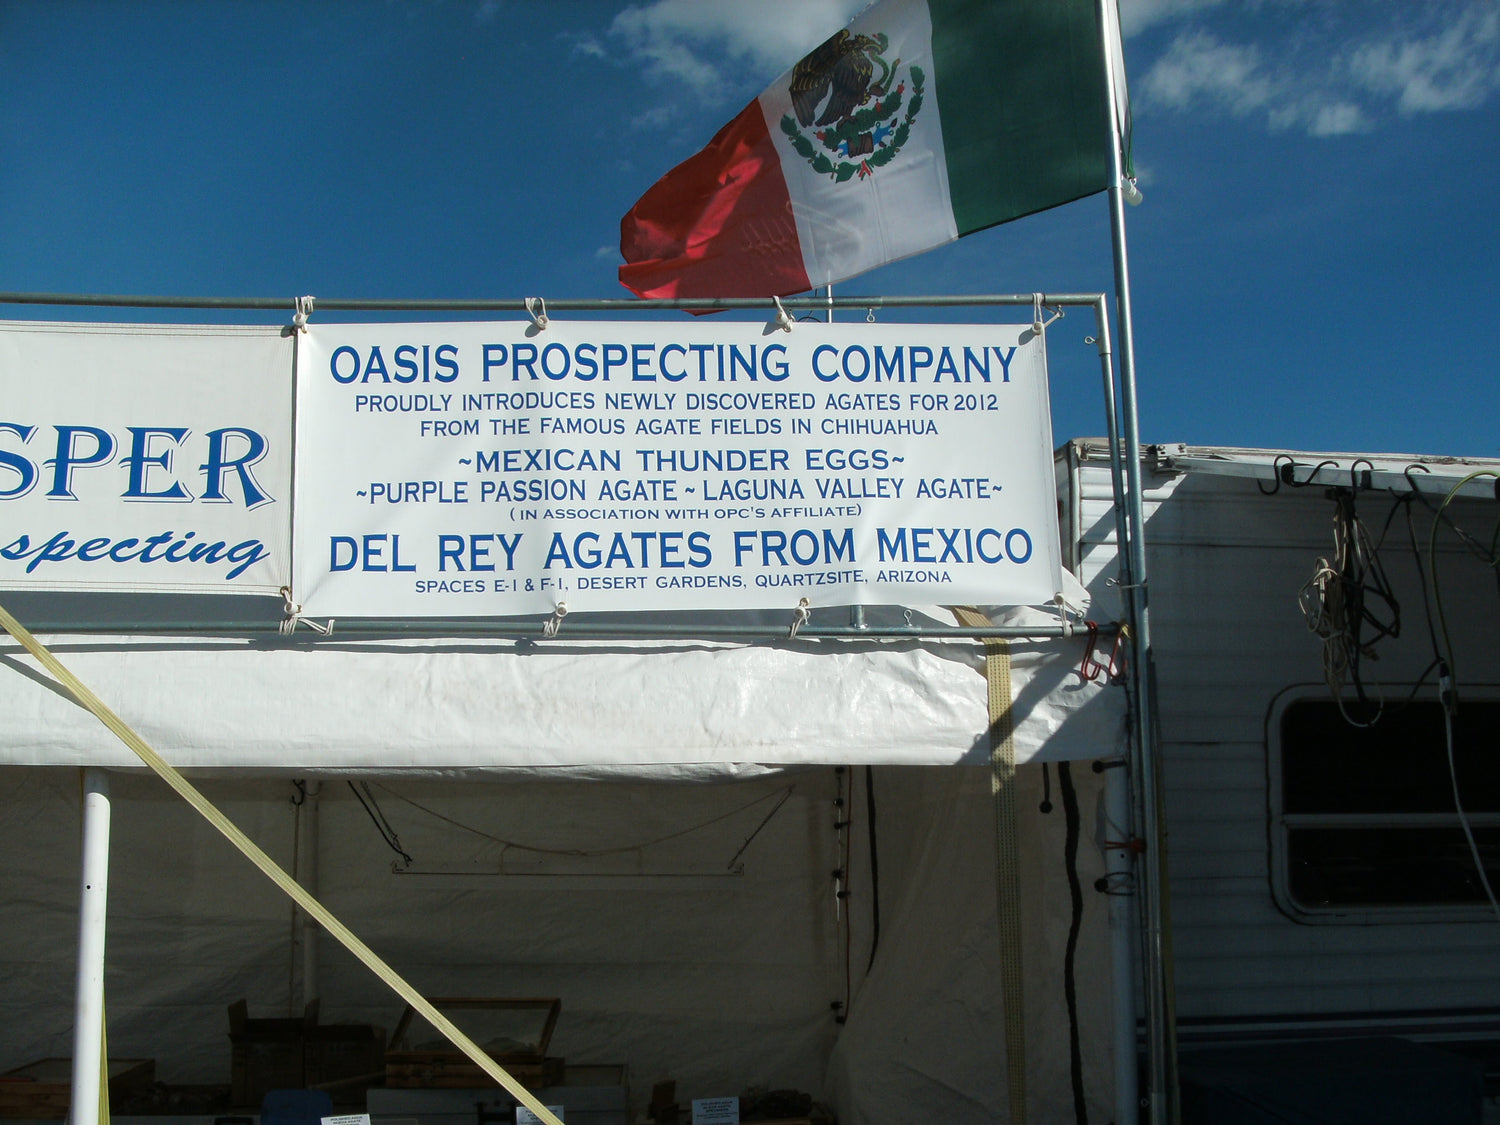 SPER
specting
OASIS PROSPECTING COMPANY
PROUDLY INTRODUCES NEWLY DISCOVERED AGATES FOR 2012
FROM THE FAMOUS AGATE FIELDS IN CHIHUAHUA
~MEXICAN THUNDER EGGS~
~PURPLE PASSION AGATE ~ LAGUNA VALLEY AGATE~
( IN ASSOCIATION WITH OPC'S AFFILIATE)
DEL REY AGATES FROM MEXICO
SPACES E-1 & F-1, DESERT GARDENS, QUARTZSITE, ARIZONA